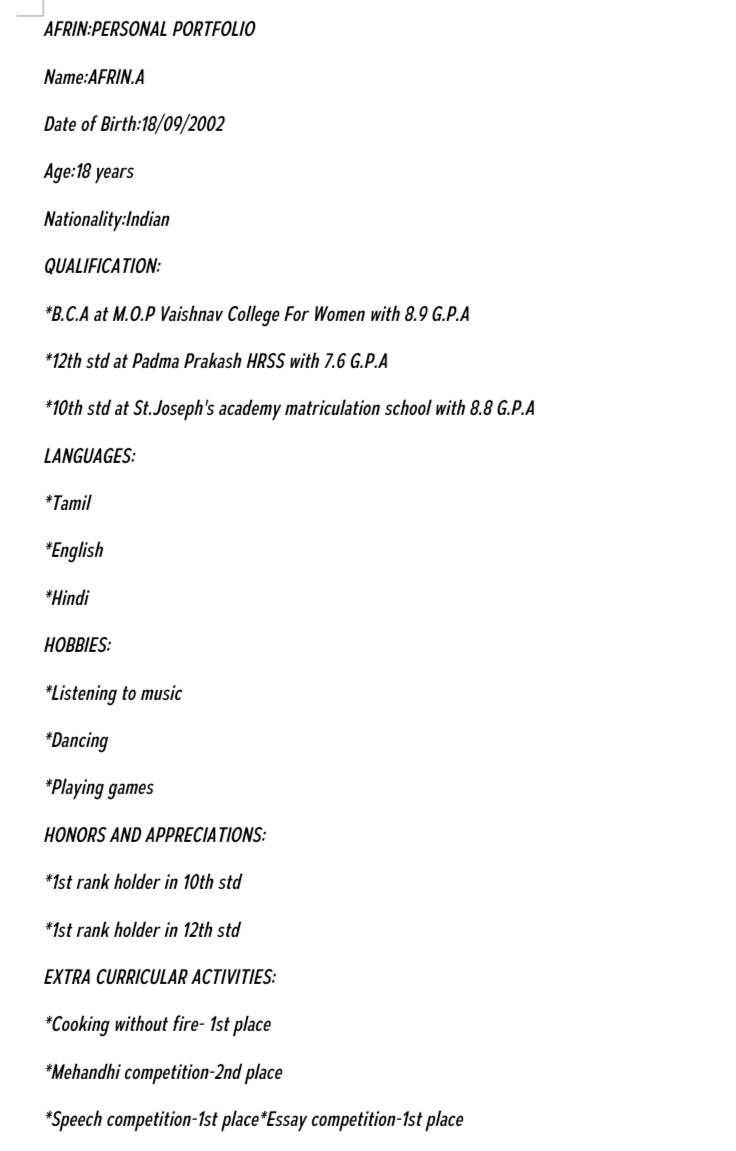 AFRIN:PERSONAL PORTFOLIO
Name:AFRIN.A
Date of Birth:18/09/2002
Age:18 years
Nationality:Indian
QUALIFICATION:
*B.C.A at M.O.P Vaishnav College For Women with 8.9 G.P.A
*12th std at Padma Prakash HRSS with 7.6 G.P.A
*10th std at St.Joseph's academy matriculation school with 8.8 G.P.A
LANGUAGES:
*Tamil
*English
*Hindi
HOBBIES:
*Listening to music
*Dancing
*Playing games
HONORS AND APPRECIATIONS:
*1st rank holder in 10th std
*1st rank holder in 12th std
EXTRA CURRICULAR ACTIVITIES:
*Cooking without fire- 1st place
*Mehandhi competition-2nd place
*Speech competition-1st place*Essay competition-1st place